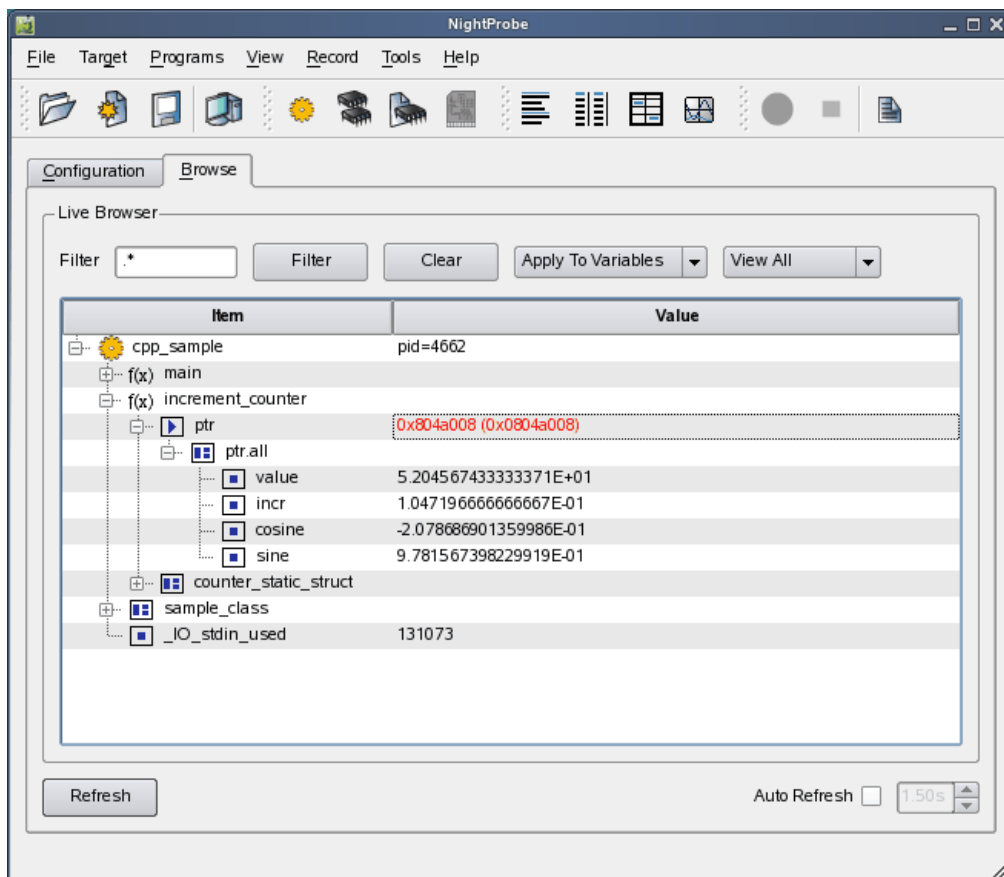 NightProbe
File Target Programs View Record Tools Help
Configuration Browse
Live Browser
Filter .* Filter Clear Apply To Variables View All
Item Value
cpp_sample pid=4662
f(x) main
f(x) increment_counter
ptr 0x804a008 (0x0804a008)
ptr.all
value 5.204567433333371E+01
incr 1.047196666666667E-01
cosine -2.078686901359986E-01
sine 9.781567398229919E-01
counter_static_struct
sample_class
_IO_stdin_used 131073
Refresh Auto Refresh 1.50s